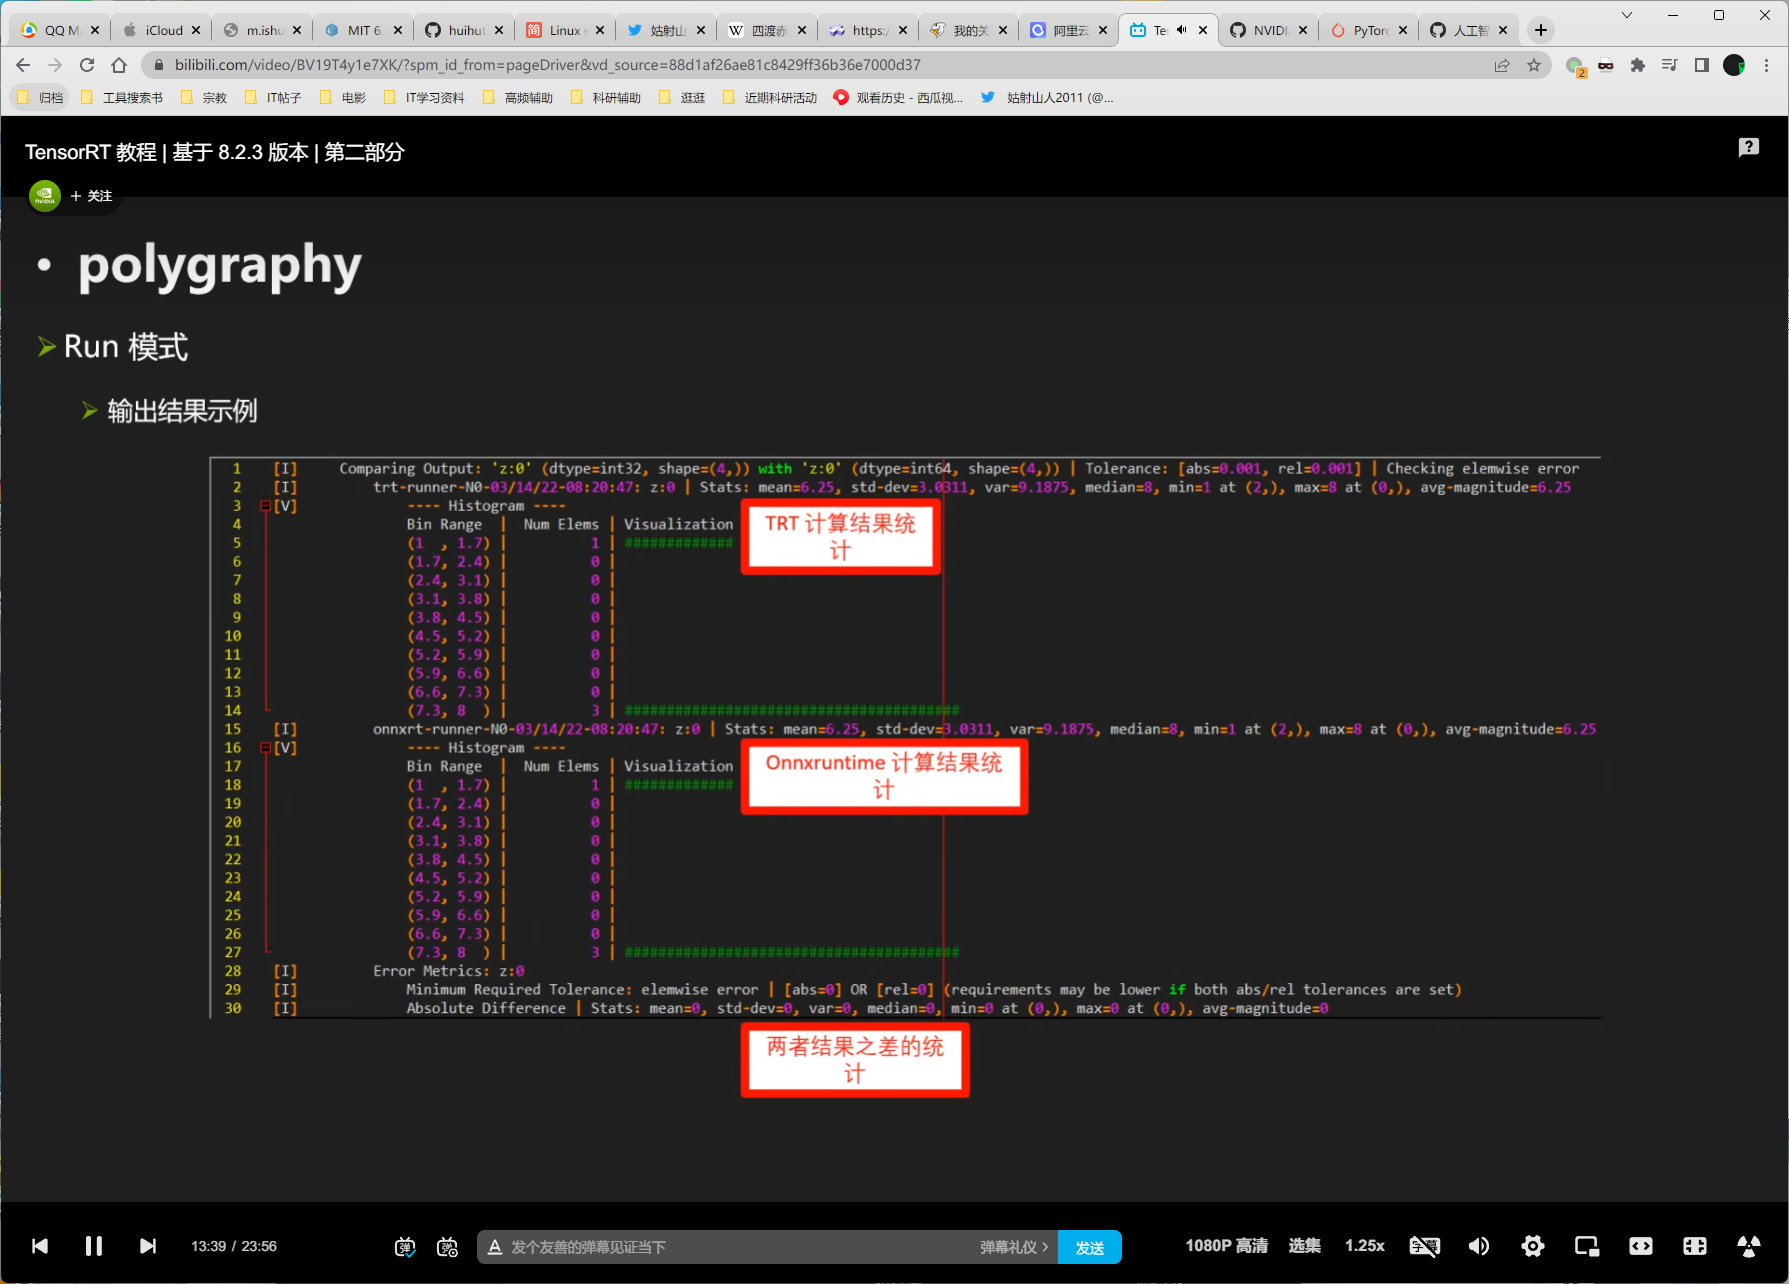 QQ M
iCloud
m.ishu
MIT 6.
huihut
Linux
姑射山
四渡赤
https:/
我的关
阿里云
Te
NVIDI
PyTorc
人工智
bilibili.com/video/BV19T4y1e7XK/?spm_id_from=pageDriver&vd_source=88d1af26ae81c8429ff36b36e7000d37
2
归档
工具搜索书
宗教
IT帖子
电影
IT学习资料
高频辅助
科研辅助
逛逛
近期科研活动
观看历史 - 西瓜视...
姑射山人2011 (@...
TensorRT 教程 | 基于 8.2.3 版本 | 第二部分
+ 关注
• polygraphy
Run 模式
输出结果示例
1 [I] Comparing Output: 'z:0' (dtype=int32, shape=(4,)) with 'z:0' (dtype=int64, shape=(4,)) | Tolerance: [abs=0.001, rel=0.001] | Checking elemwise error
2 [I] trt-runner-N0-03/14/22-08:20:47: z:0 | Stats: mean=6.25, std-dev=3.0311, var=9.1875, median=8, min=1 at (2,), max=8 at (0,), avg-magnitude=6.25
3 [V] ---- Histogram ----
4 Bin Range | Num Elems | Visualization
5 (1 , 1.7) | 1 | #############
6 (1.7, 2.4) | 0 |
7 (2.4, 3.1) | 0 |
8 (3.1, 3.8) | 0 |
9 (3.8, 4.5) | 0 |
10 (4.5, 5.2) | 0 |
11 (5.2, 5.9) | 0 |
12 (5.9, 6.6) | 0 |
13 (6.6, 7.3) | 0 |
14 (7.3, 8 ) | 3 | ########################################
TRT 计算结果统
计
15 [I] onnxrt-runner-N0-03/14/22-08:20:47: z:0 | Stats: mean=6.25, std-dev=3.0311, var=9.1875, median=8, min=1 at (2,), max=8 at (0,), avg-magnitude=6.25
16 [V] ---- Histogram ----
17 Bin Range | Num Elems | Visualization
18 (1 , 1.7) | 1 | #############
19 (1.7, 2.4) | 0 |
20 (2.4, 3.1) | 0 |
21 (3.1, 3.8) | 0 |
22 (3.8, 4.5) | 0 |
23 (4.5, 5.2) | 0 |
24 (5.2, 5.9) | 0 |
25 (5.9, 6.6) | 0 |
26 (6.6, 7.3) | 0 |
27 (7.3, 8 ) | 3 | ########################################
Onnxruntime 计算结果统
计
28 [I] Error Metrics: z:0
29 [I] Minimum Required Tolerance: elemwise error | [abs=0] OR [rel=0] (requirements may be lower if both abs/rel tolerances are set)
30 [I] Absolute Difference | Stats: mean=0, std-dev=0, var=0, median=0, min=0 at (0,), max=0 at (0,), avg-magnitude=0
两者结果之差的统
计
13:39 / 23:56
发个友善的弹幕见证当下
弹幕礼仪
发送
1080P 高清
选集
1.25x